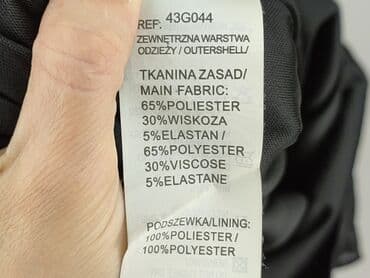 REF: 43G044
ZEWNĘTRZNA WARSTWA
ODZIEŻY / OUTERSHELL/
TKANINA ZASAD/
MAIN FABRIC:
65%POLIESTER
30%WISKOZA
5%ELASTAN /
65%POLYESTER
30%VISCOSE
5%ELASTANE
PODSZEWKA/LINING:
100%POLIESTER /
100%POLYESTER